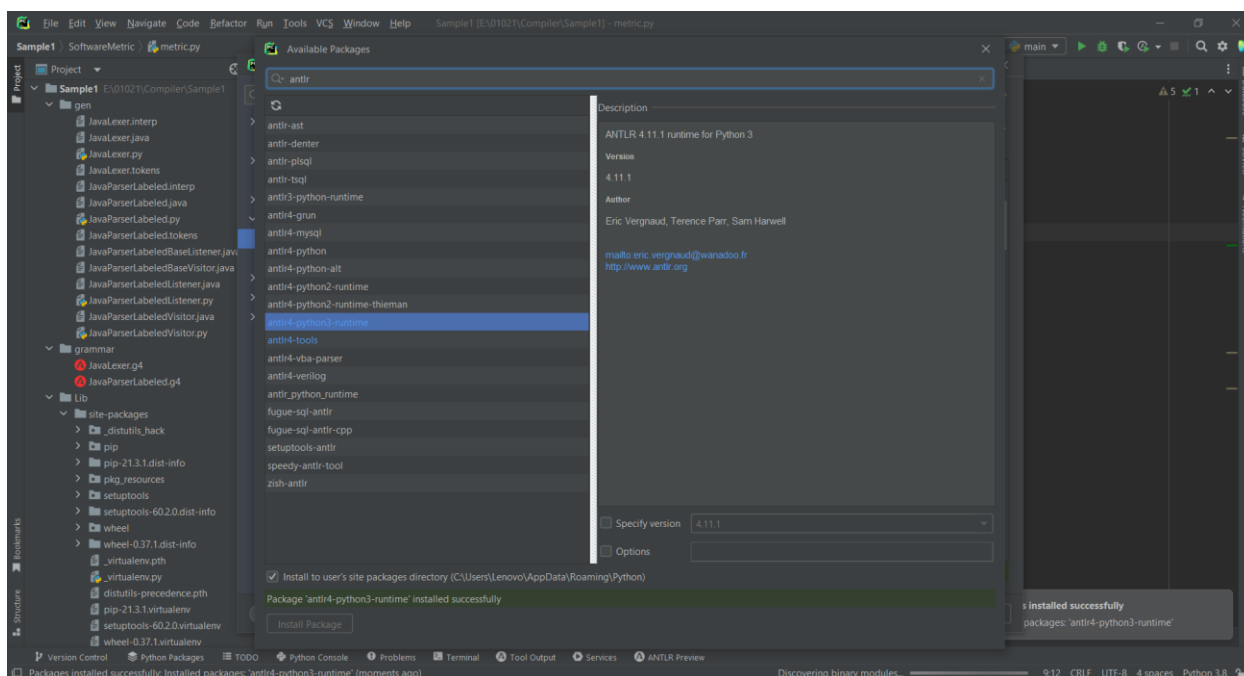 File Edit View Navigate Code Refactor Run Tools VCS Window Help Sample1 [E:\01021\Compiler\Sample1] - metric.py
Sample1 SoftwareMetric metric.py
main
Project
Project
Sample1 E:\01021\Compiler\Sample1
gen
JavaLexer.interp
JavaLexer.java
JavaLexer.py
JavaLexer.tokens
JavaParserLabeled.interp
JavaParserLabeled.java
JavaParserLabeled.py
JavaParserLabeled.tokens
JavaParserLabeledBaseListener.java
JavaParserLabeledBaseVisitor.java
JavaParserLabeledListener.java
JavaParserLabeledListener.py
JavaParserLabeledVisitor.java
JavaParserLabeledVisitor.py
grammar
JavaLexer.g4
JavaParserLabeled.g4
Lib
site-packages
_distutils_hack
pip
pip-21.3.1.dist-info
pkg_resources
setuptools
setuptools-60.2.0.dist-info
wheel
wheel-0.37.1.dist-info
_virtualenv.pth
_virtualenv.py
distutils-precedence.pth
pip-21.3.1.virtualenv
setuptools-60.2.0.virtualenv
wheel-0.37.1.virtualenv
Bookmarks
Structure
Available Packages
antlr
antlr-ast
antlr-denter
antlr-plsql
antlr-tsql
antlr3-python-runtime
antlr4-grun
antlr4-mysql
antlr4-python
antlr4-python-alt
antlr4-python2-runtime
antlr4-python2-runtime-thieman
antlr4-python3-runtime
antlr4-tools
antlr4-vba-parser
antlr4-verilog
antlr_python_runtime
fugue-sql-antlr
fugue-sql-antlr-cpp
setuptools-antlr
speedy-antlr-tool
zish-antlr
Description
ANTLR 4.11.1 runtime for Python 3
Version
4.11.1
Author
Eric Vergnaud, Terence Parr, Sam Harwell
mailto:eric.vergnaud@wanadoo.fr
http://www.antlr.org
Specify version 4.11.1
Options
Install to user's site packages directory (C:\Users\Lenovo\AppData\Roaming\Python)
Package 'antlr4-python3-runtime' installed successfully
Install Package
5 1
s installed successfully
packages: 'antlr4-python3-runtime'
Version Control Python Packages TODO Python Console Problems Terminal Tool Output Services ANTLR Preview
Packages installed successfully: Installed packages: 'antlr4-python3-runtime' (moments ago) Discovering binary modules... 9:12 CRLF UTF-8 4 spaces Python 3.8